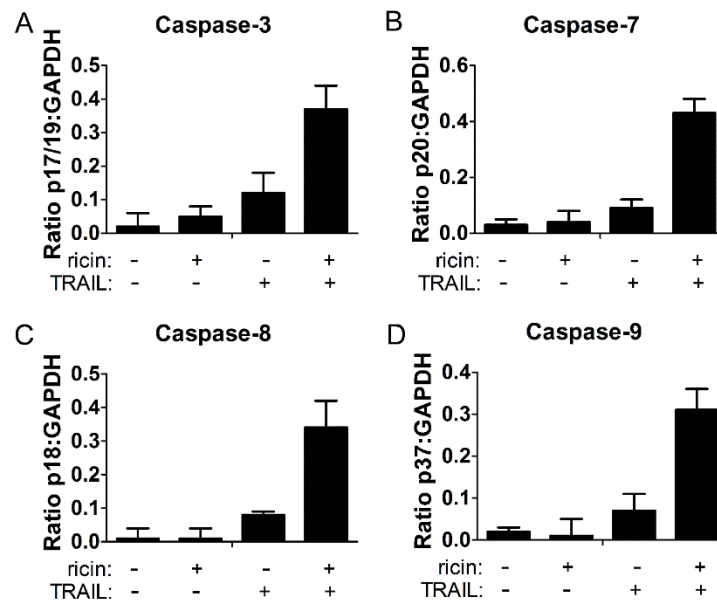 A
Caspase-3
Ratio p17/19:GAPDH
0.5
0.4
0.3
0.2
0.1
0.0
ricin: - + - +
TRAIL: - - + +
B
Caspase-7
Ratio p20:GAPDH
0.6
0.4
0.2
0.0
ricin: - + - +
TRAIL: - - + +
C
Caspase-8
Ratio p18:GAPDH
0.5
0.4
0.3
0.2
0.1
0.0
ricin: - + - +
TRAIL: - - + +
D
Caspase-9
Ratio p37:GAPDH
0.4
0.3
0.2
0.1
0.0
ricin: - + - +
TRAIL: - - + +